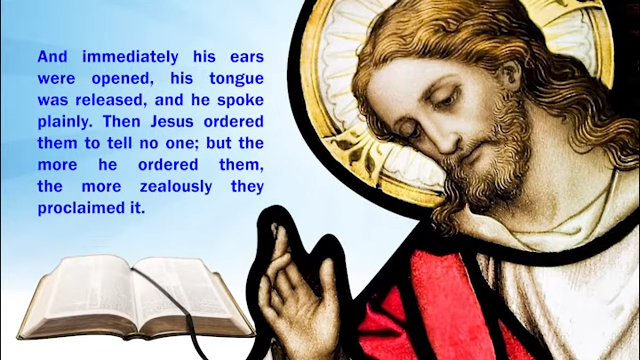 And immediately his ears
were opened, his tongue
was released, and he spoke
plainly. Then Jesus ordered
them to tell no one; but the
more he ordered them,
the more zealously they
proclaimed it.